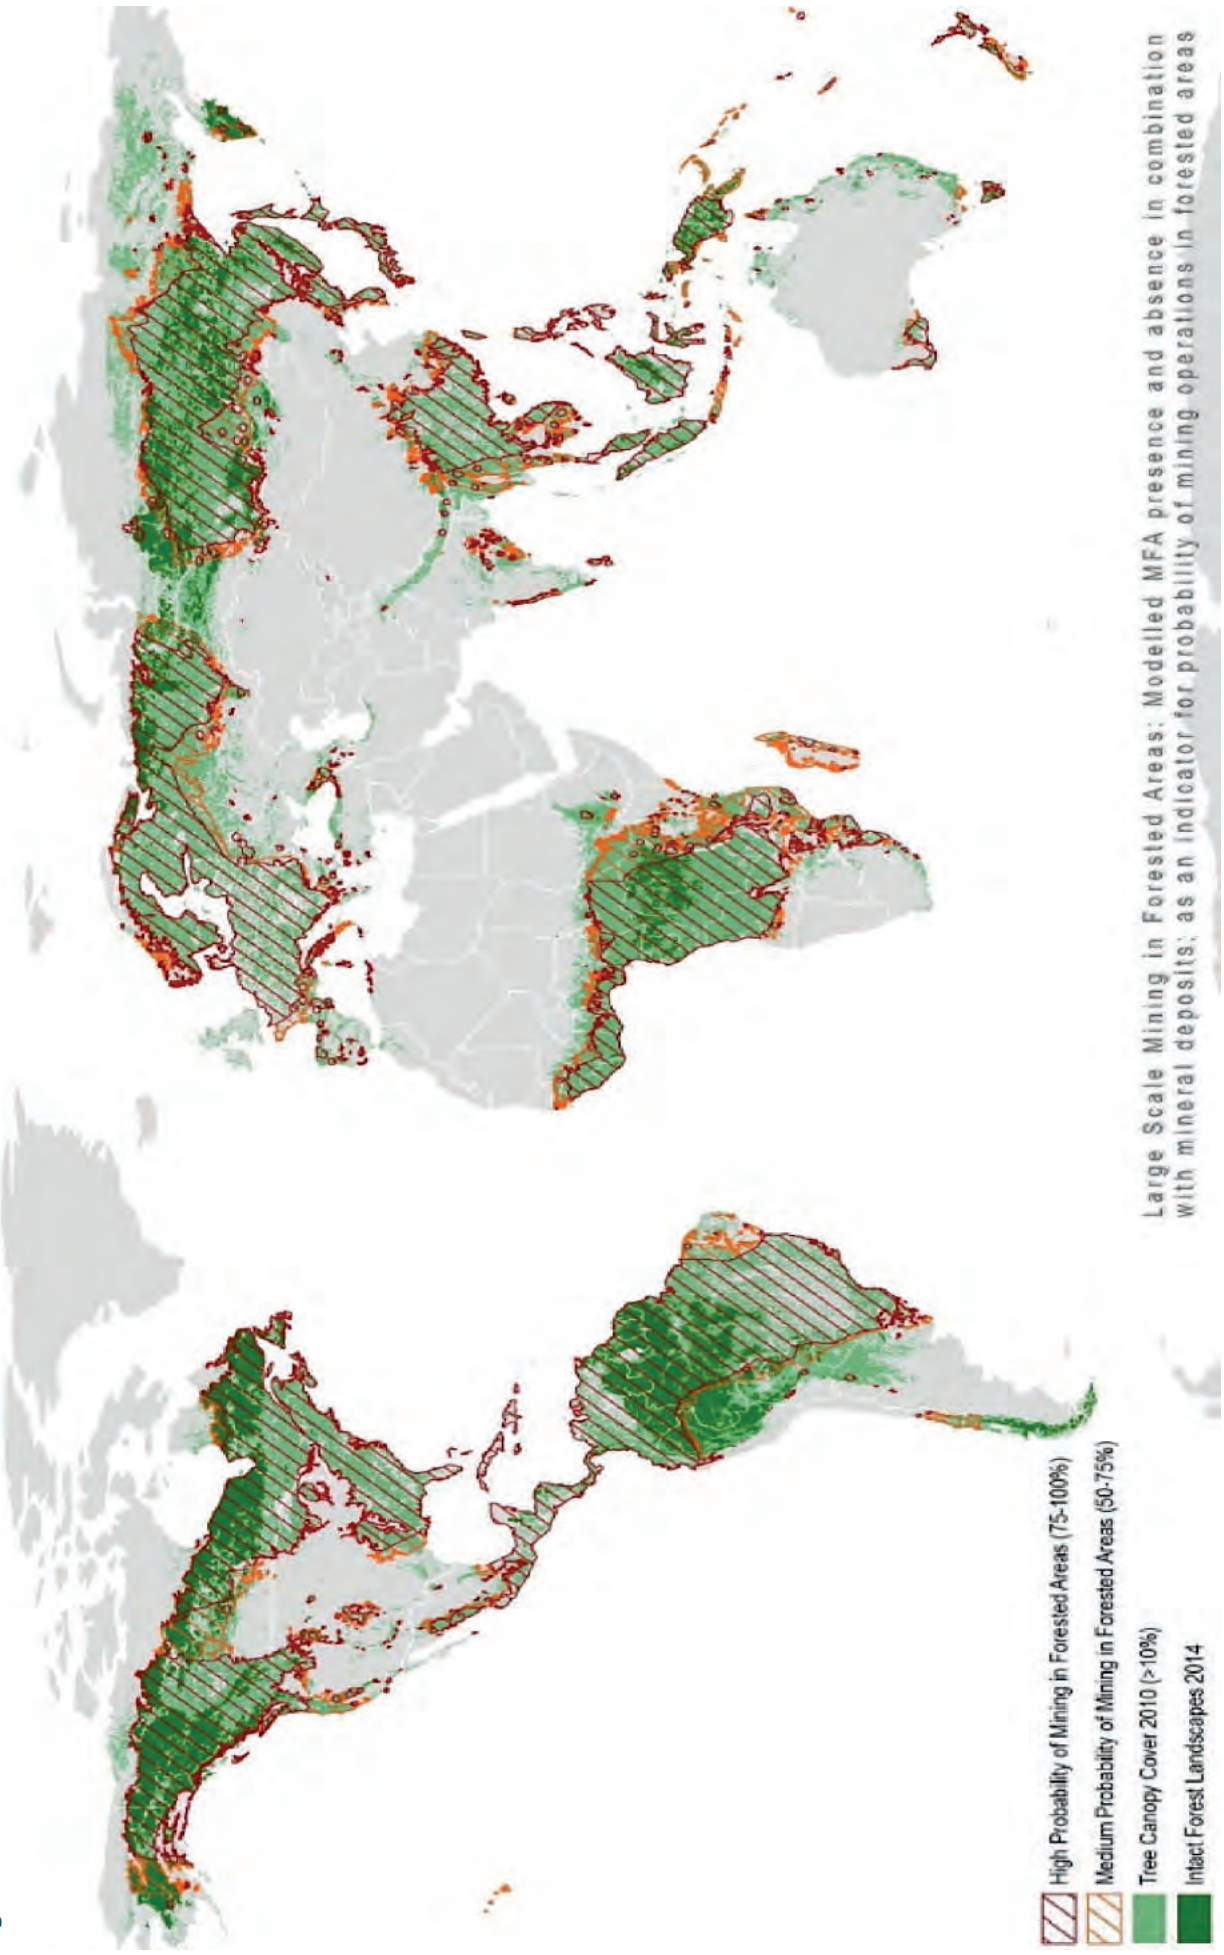 Large Scale Mining in Forested Areas: Modelled MFA presence and absence in combination
with mineral deposits; as an indicator for probability of mining operations in forested areas
High Probability of Mining in Forested Areas (75-100%)
Medium Probability of Mining in Forested Areas (50-75%)
Tree Canopy Cover 2010 (>10%)
Intact Forest Landscapes 2014